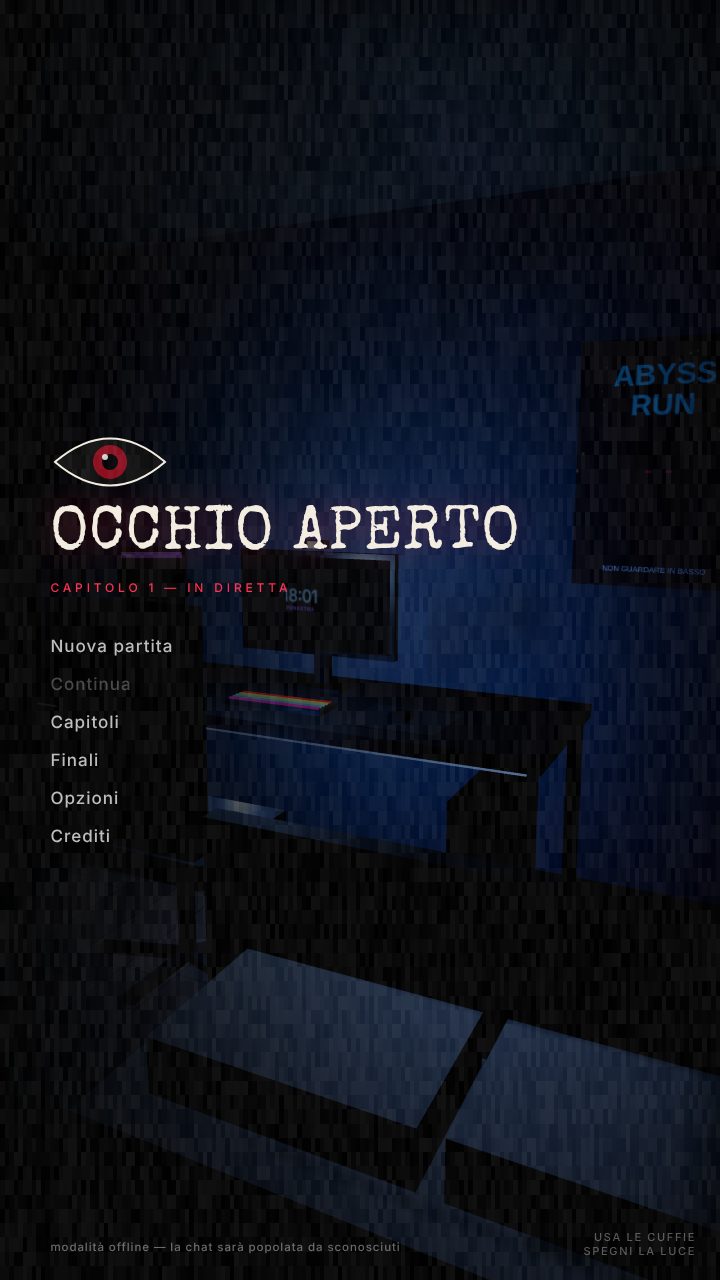 ABYSS
RUN
NON GUARDARE IN BASSO
OCCHIO APERTO
CAPITOLO 1 — IN DIRETTA
18:01
Nuova partita
Continua
Capitoli
Finali
Opzioni
Crediti
modalità offline — la chat sarà popolata da sconosciuti
USA LE CUFFIE
SPEGNI LA LUCE